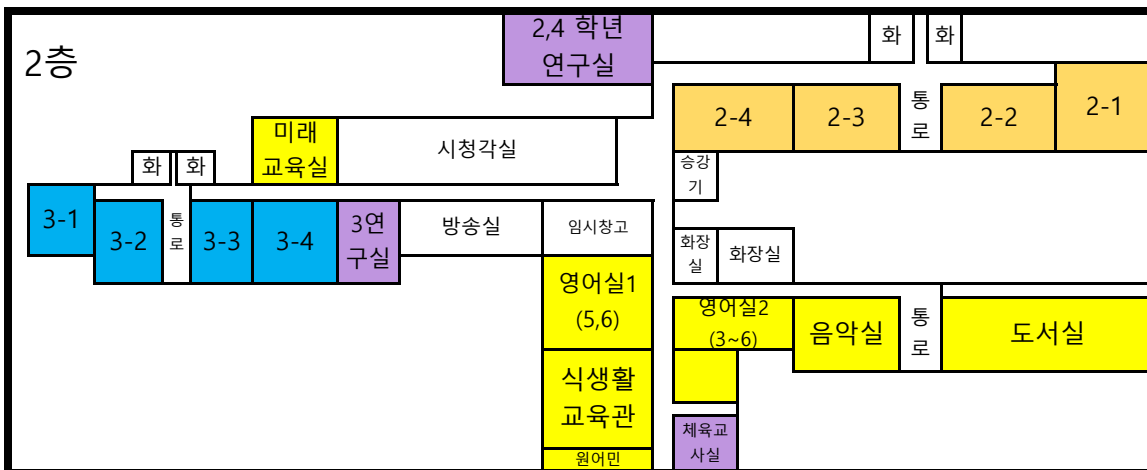 2층
2,4 학년
연구실
화
화
2-4
2-3
통
로
2-2
2-1
미래
교육실
시청각실
승강
기
화
화
3-1
3-2
통
로
3-3
3-4
3연
구실
방송실
임시창고
화장
실
화장실
영어실1
(5,6)
영어실2
(3~6)
음악실
통
로
도서실
식생활
교육관
체육교
사실
원어민